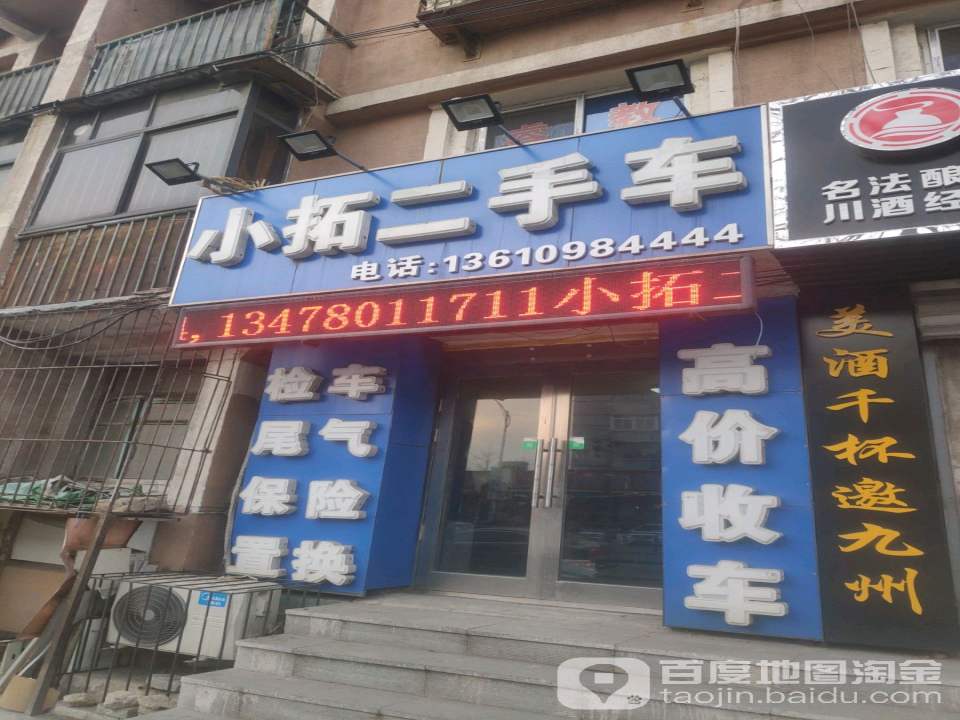 小拓二手车
电话:13610984444
13478011711小拓二
检车
尾气
保险
置换
高价收车
名法酿
川酒经
美酒千杯邀九州
教
百度地图淘金
taojin.baidu.com